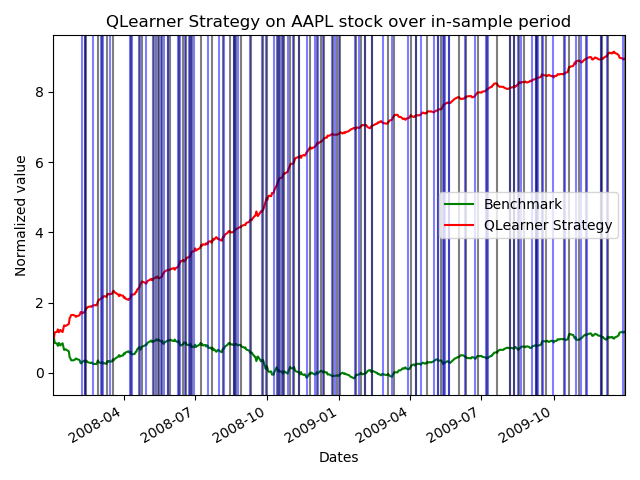 QLearner Strategy on AAPL stock over in-sample period
Normalized value
8
6
4
2
0
Benchmark
QLearner Strategy
2008-04
2008-07
2008-10
2009-01
2009-04
2009-07
2009-10
Dates